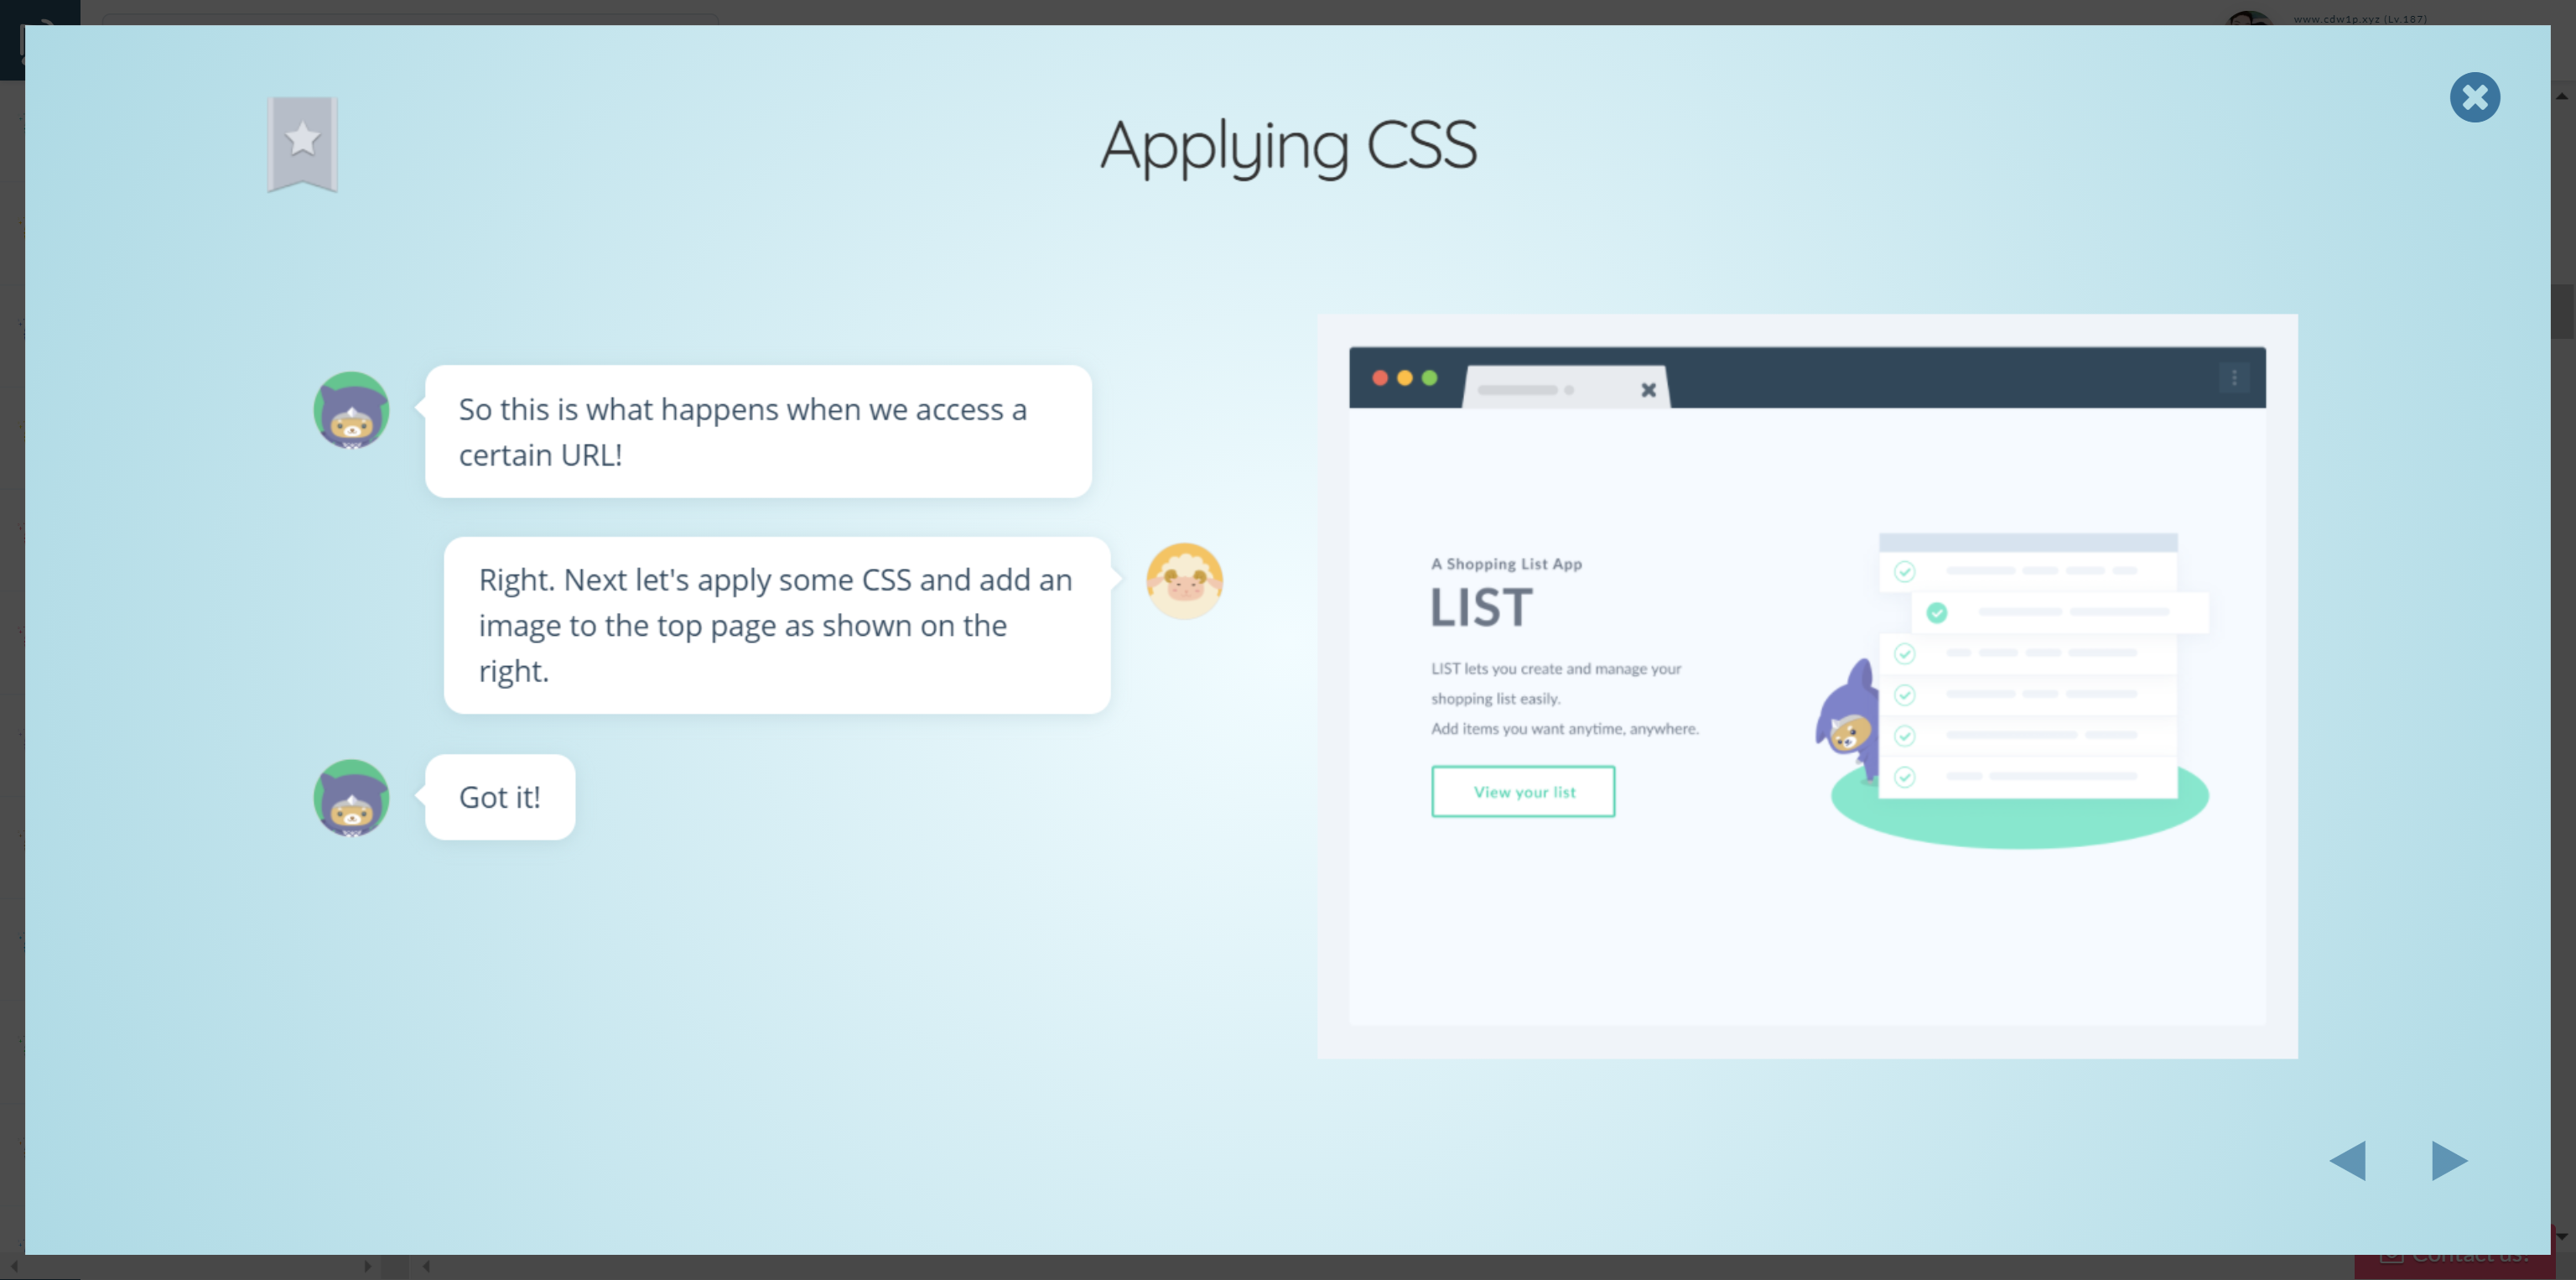 www.cdw1p.xyz (Lv.187)
Applying CSS
So this is what happens when we access a
certain URL!
Right. Next let's apply some CSS and add an
image to the top page as shown on the
right.
Got it!
A Shopping List App
LIST
LIST lets you create and manage your
shopping list easily.
Add items you want anytime, anywhere.
View your list
Contact us!